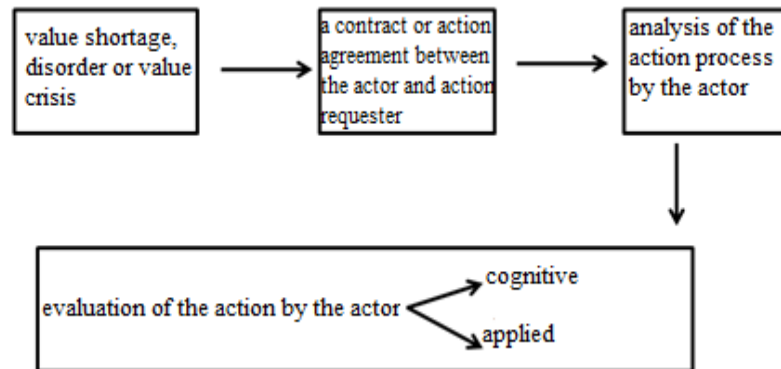 value shortage,
disorder or value
crisis
a contract or action
agreement between
the actor and action
requester
analysis of the
action process
by the actor
evaluation of the action by the actor
cognitive
applied